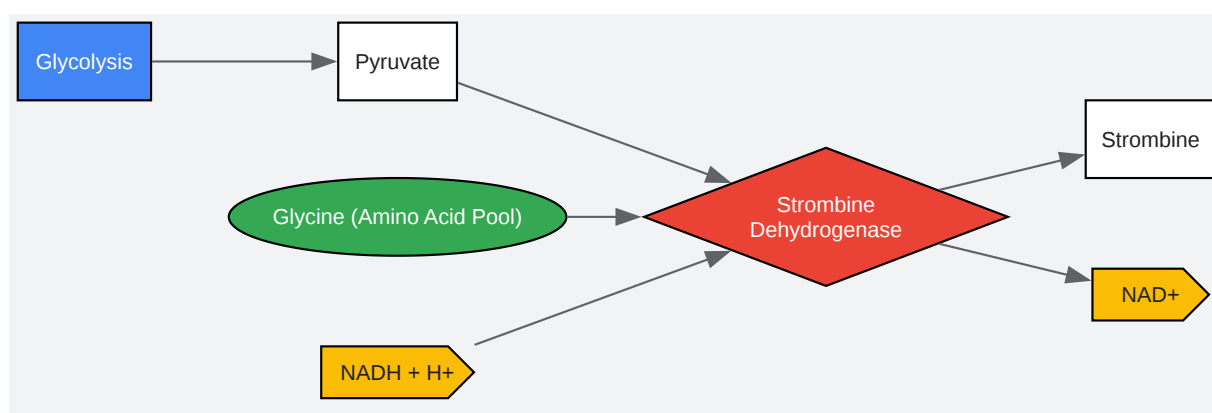 Glycolysis
Pyruvate
Strombine
Glycine (Amino Acid Pool)
Strombine
Dehydrogenase
NADH + H+
NAD+